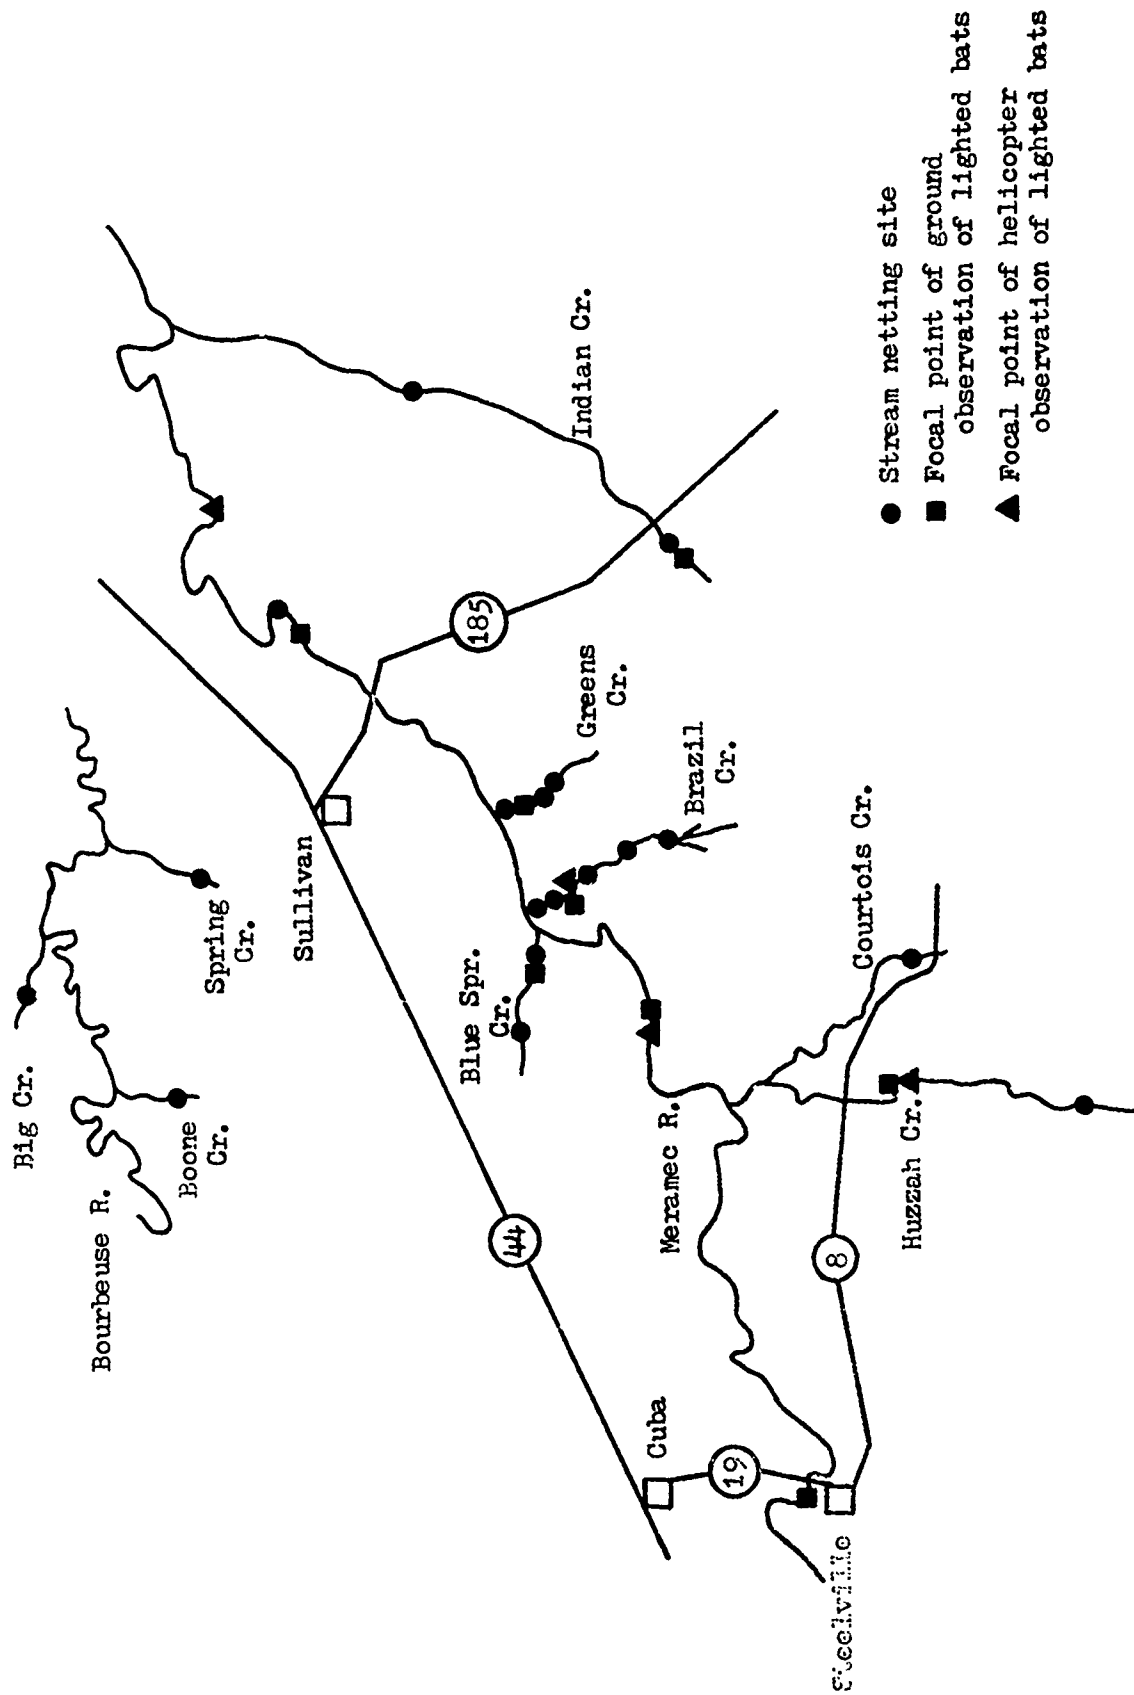 Big Cr.
Bourbeuse R.
Boone
Cr.
Spring
Cr.
Sullivan
44
185
Indian Cr.
Greens
Cr.
Brazil
Cr.
Blue Spr.
Cr.
Meramec R.
Courtois Cr.
Huzzah Cr.
Cuba
19
8
Steelville
Stream netting site
Focal point of ground
observation of lighted bats
Focal point of helicopter
observation of lighted bats